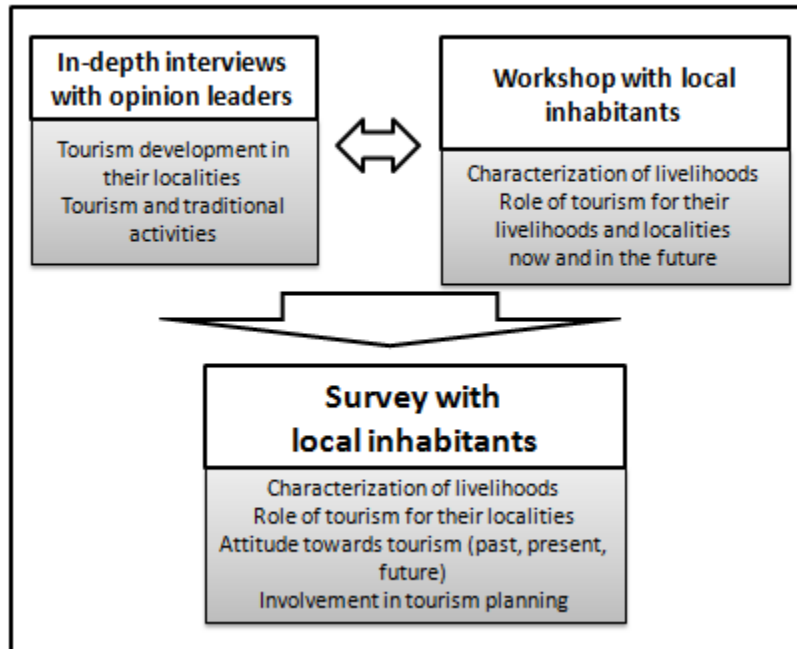 In-depth interviews
with opinion leaders
Tourism development in
their localities
Tourism and traditional
activities
Workshop with local
inhabitants
Characterization of livelihoods
Role of tourism for their
livelihoods and localities
now and in the future
Survey with
local inhabitants
Characterization of livelihoods
Role of tourism for their localities
Attitude towards tourism (past, present,
future)
Involvement in tourism planning